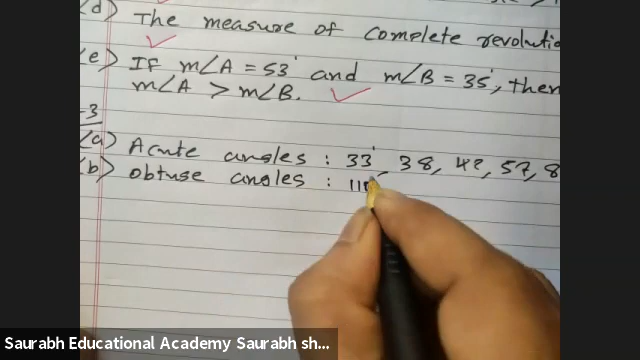 (d) The measure of complete revolutio
(e) If m∠A = 53° and m∠B = 35°, then
m∠A > m∠B.
3
(a) Acute angles : 33°, 38, 42, 57, 8
(b) obtuse angles : 11
Saurabh Educational Academy Saurabh sh...